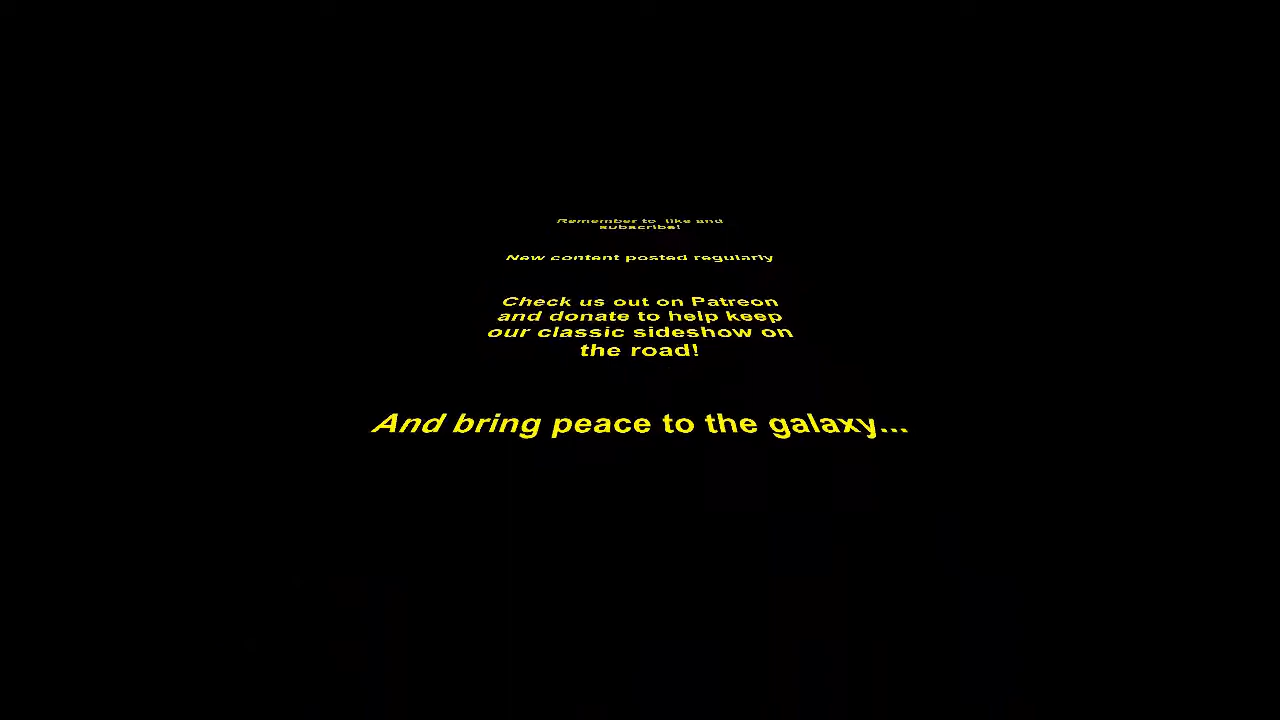 Remember to like and
subscribe!
New content posted regularly
Check us out on Patreon
and donate to help keep
our classic sideshow on
the road!
And bring peace to the galaxy...